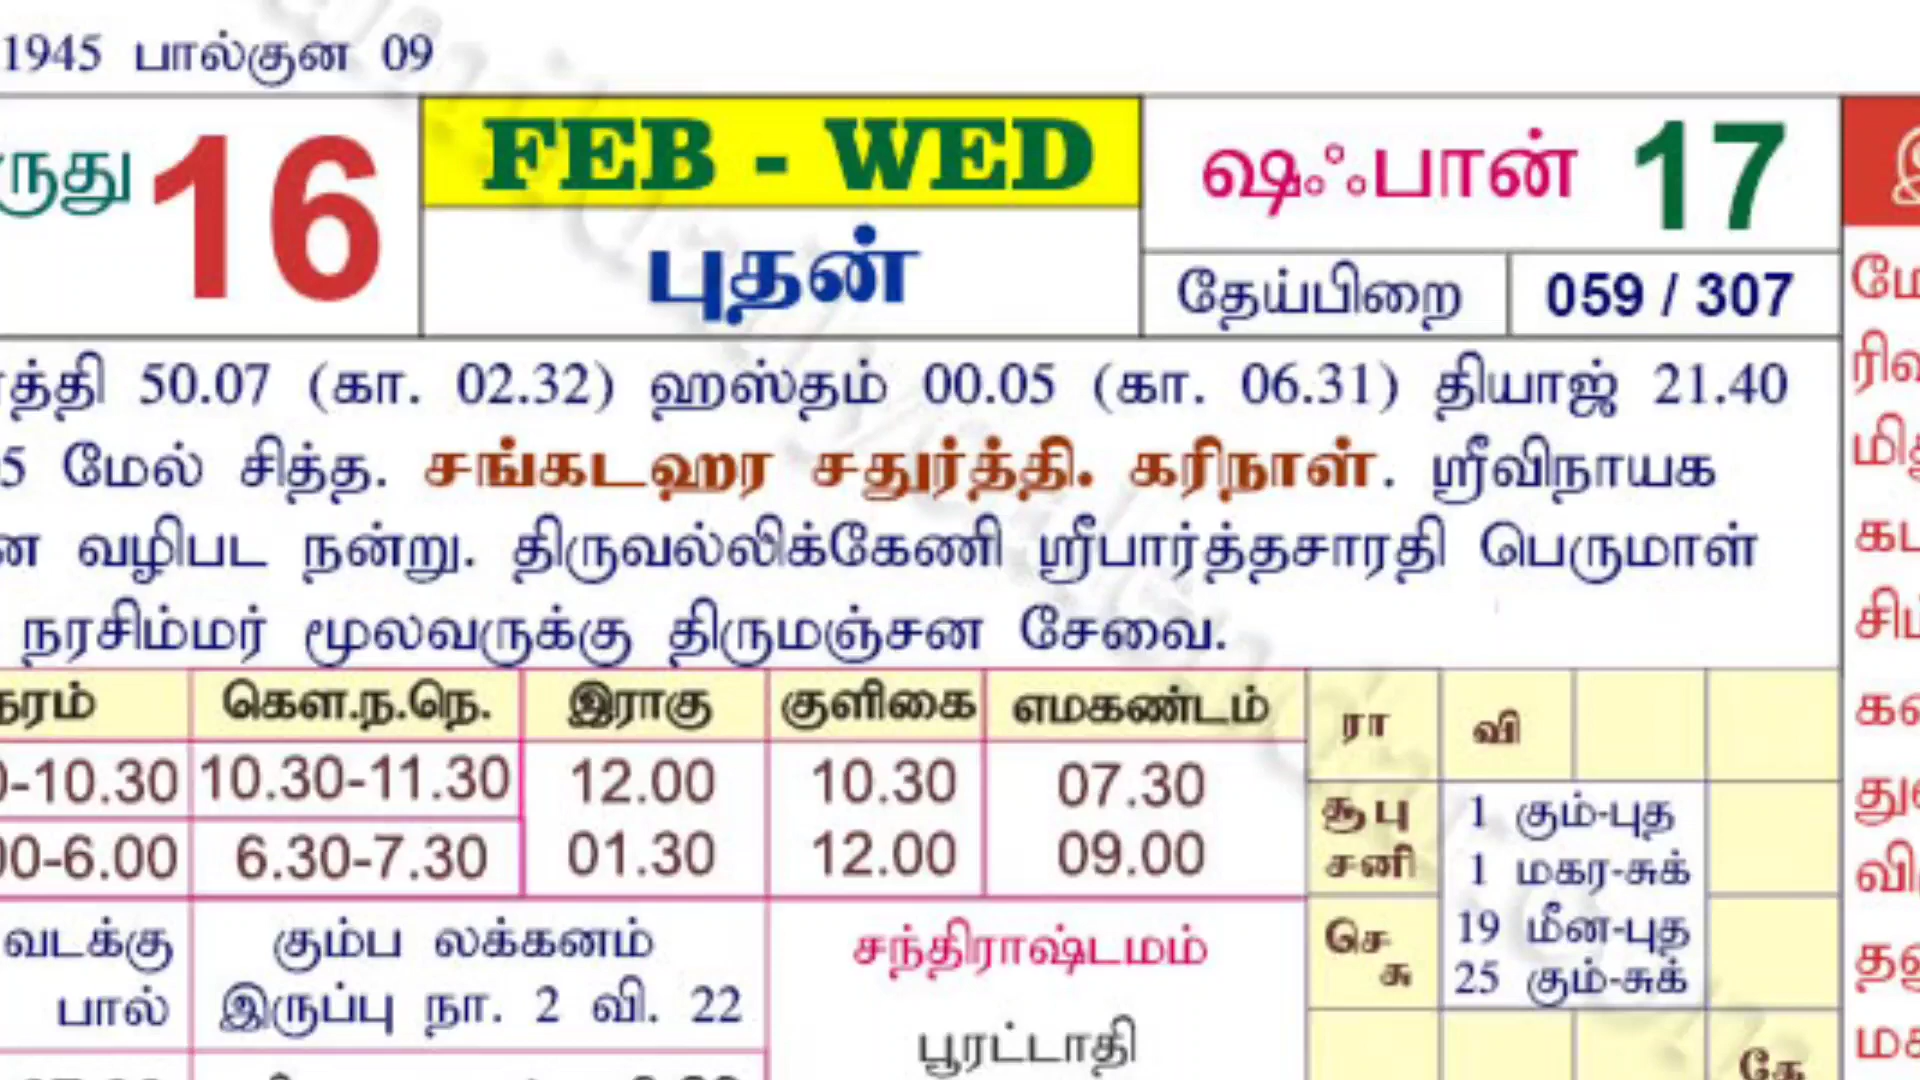 1945 பால்குன 09
16
FEB - WED
புதன்
ஷஃபான் 17
தேய்பிறை 059 / 307
50.07 (கா. 02.32) ஹஸ்தம் 00.05 (கா. 06.31) தியாஜ் 21.40
5 மேல் சித்த. சங்கடஹர சதுர்த்தி. கரிநாள். ஸ்ரீவிநாயக
வழிபட நன்று. திருவல்லிக்கேணி ஸ்ரீபார்த்தசாரதி பெருமாள்
நரசிம்மர் மூலவருக்கு திருமஞ்சன சேவை.
கௌ.ந.நெ. இராகு குளிகை எமகண்டம்
-10.30 10.30-11.30 12.00 10.30 07.30
00-6.00 6.30-7.30 01.30 12.00 09.00
வடக்கு
பால்
கும்ப லக்கனம்
இருப்பு நா. 2 வி. 22
சந்திராஷ்டமம்
பூரட்டாதி
ரா வி
சூ பு
சனி
செ
சு
1 கும்-புத
1 மகர-சுக்
19 மீன-புத
25 கும்-சுக்
கே